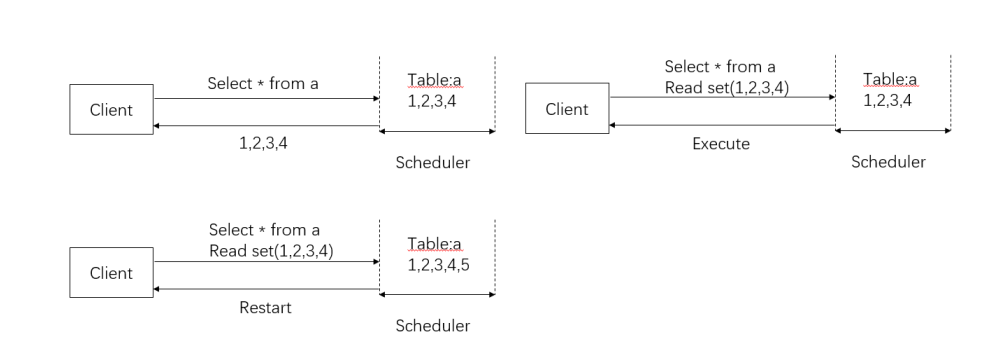 Select * from a
Table:a
1,2,3,4
Client
1,2,3,4
Scheduler
Select * from a
Read set(1,2,3,4)
Table:a
1,2,3,4
Client
Execute
Scheduler
Select * from a
Read set(1,2,3,4)
Table:a
1,2,3,4,5
Client
Restart
Scheduler